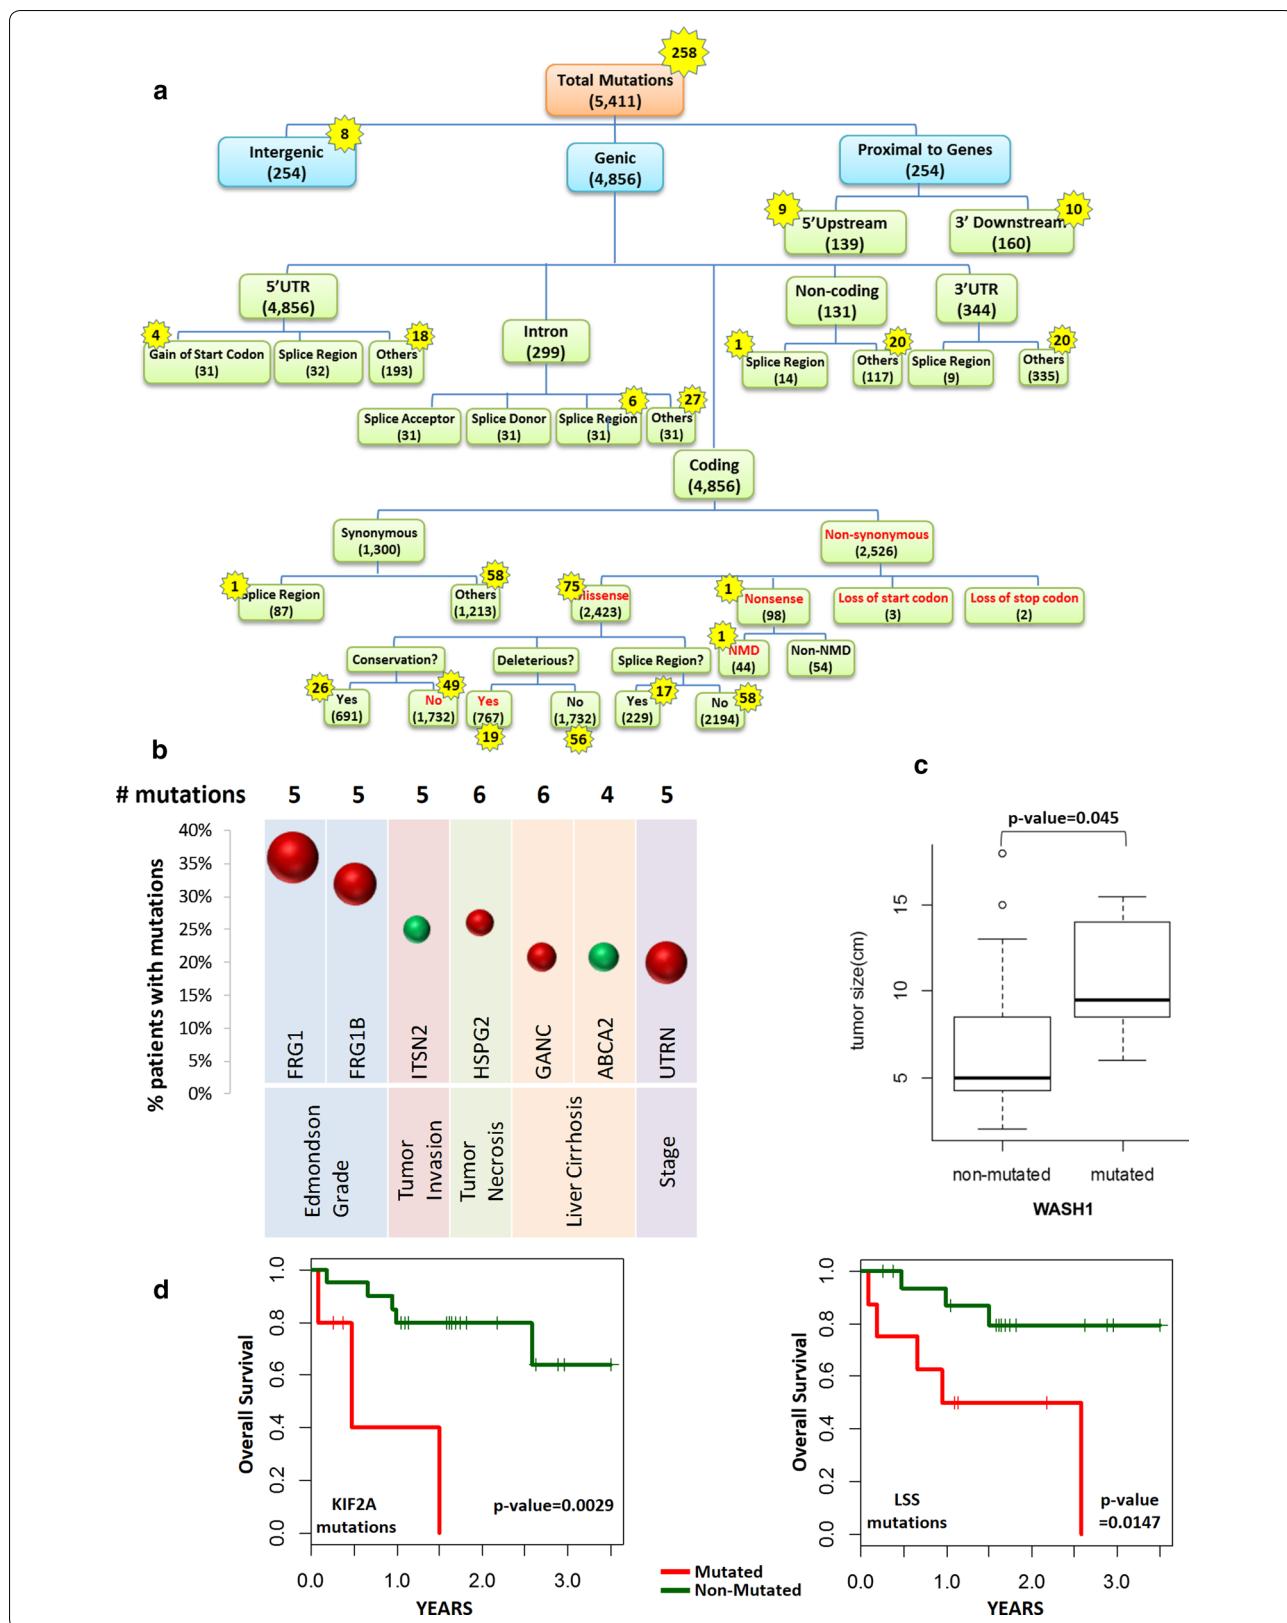 a
258
Total Mutations
(5,411)
8
Intergenic
(254)
Genic
(4,856)
Proximal to Genes
(254)
9
5'Upstream
(139)
10
3' Downstream
(160)
5'UTR
(4,856)
4
Gain of Start Codon
(31)
Splice Region
(32)
18
Others
(193)
Intron
(299)
Splice Acceptor
(31)
Splice Donor
(31)
6
Splice Region
(31)
27
Others
(31)
Non-coding
(131)
1
Splice Region
(14)
20
Others
(117)
3'UTR
(344)
Splice Region
(9)
20
Others
(335)
Coding
(4,856)
Synonymous
(1,300)
1
Splice Region
(87)
58
Others
(1,213)
Non-synonymous
(2,526)
75
Missense
(2,423)
1
Nonsense
(98)
Loss of start codon
(3)
Loss of stop codon
(2)
1
NMD
(44)
Non-NMD
(54)
Conservation?
26
Yes
(691)
49
No
(1,732)
Deleterious?
Yes
(767)
19
No
(1,732)
56
Splice Region?
Yes
(229)
17
No
(2194)
58
b
# mutations 5 5 5 6 6 4 5
% patients with mutations
40%
35%
30%
25%
20%
15%
10%
5%
0%
FRG1
FRG1B
ITSN2
HSPG2
GANC
ABCA2
UTRN
Edmondson
Grade
Tumor
Invasion
Tumor
Necrosis
Liver Cirrhosis
Stage
c
p-value=0.045
tumor size(cm)
15
10
5
non-mutated mutated
WASH1
d
Overall Survival
1.0
0.8
0.6
0.4
0.2
0.0
KIF2A
mutations
p-value=0.0029
0.0 1.0 2.0 3.0
YEARS
Mutated
Non-Mutated
Overall Survival
1.0
0.8
0.6
0.4
0.2
0.0
LSS
mutations
p-value
=0.0147
0.0 1.0 2.0 3.0
YEARS